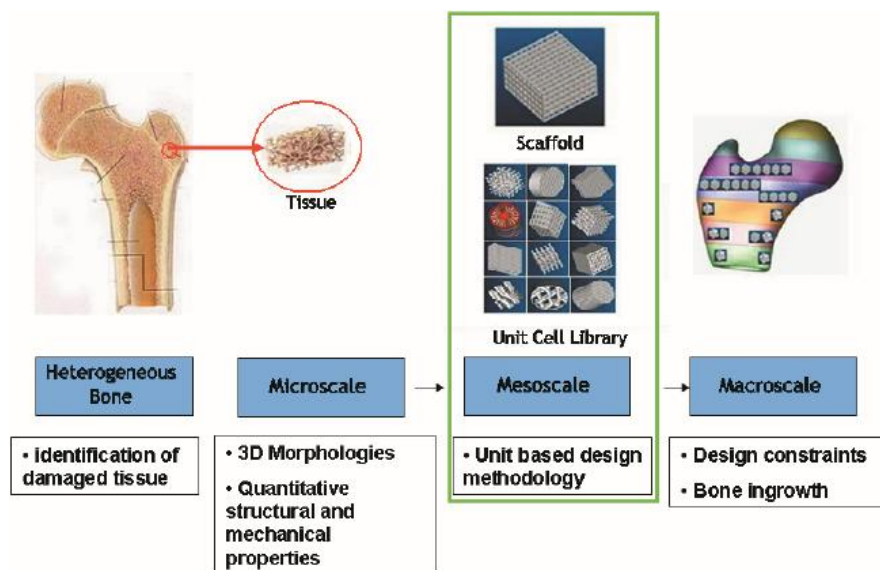 Scaffold
Tissue
Unit Cell Library
Heterogeneous
Bone
Microscale
Mesoscale
Macroscale
• identification of
damaged tissue
• 3D Morphologies
• Quantitative
structural and
mechanical
properties
• Unit based design
methodology
• Design constraints
• Bone ingrowth